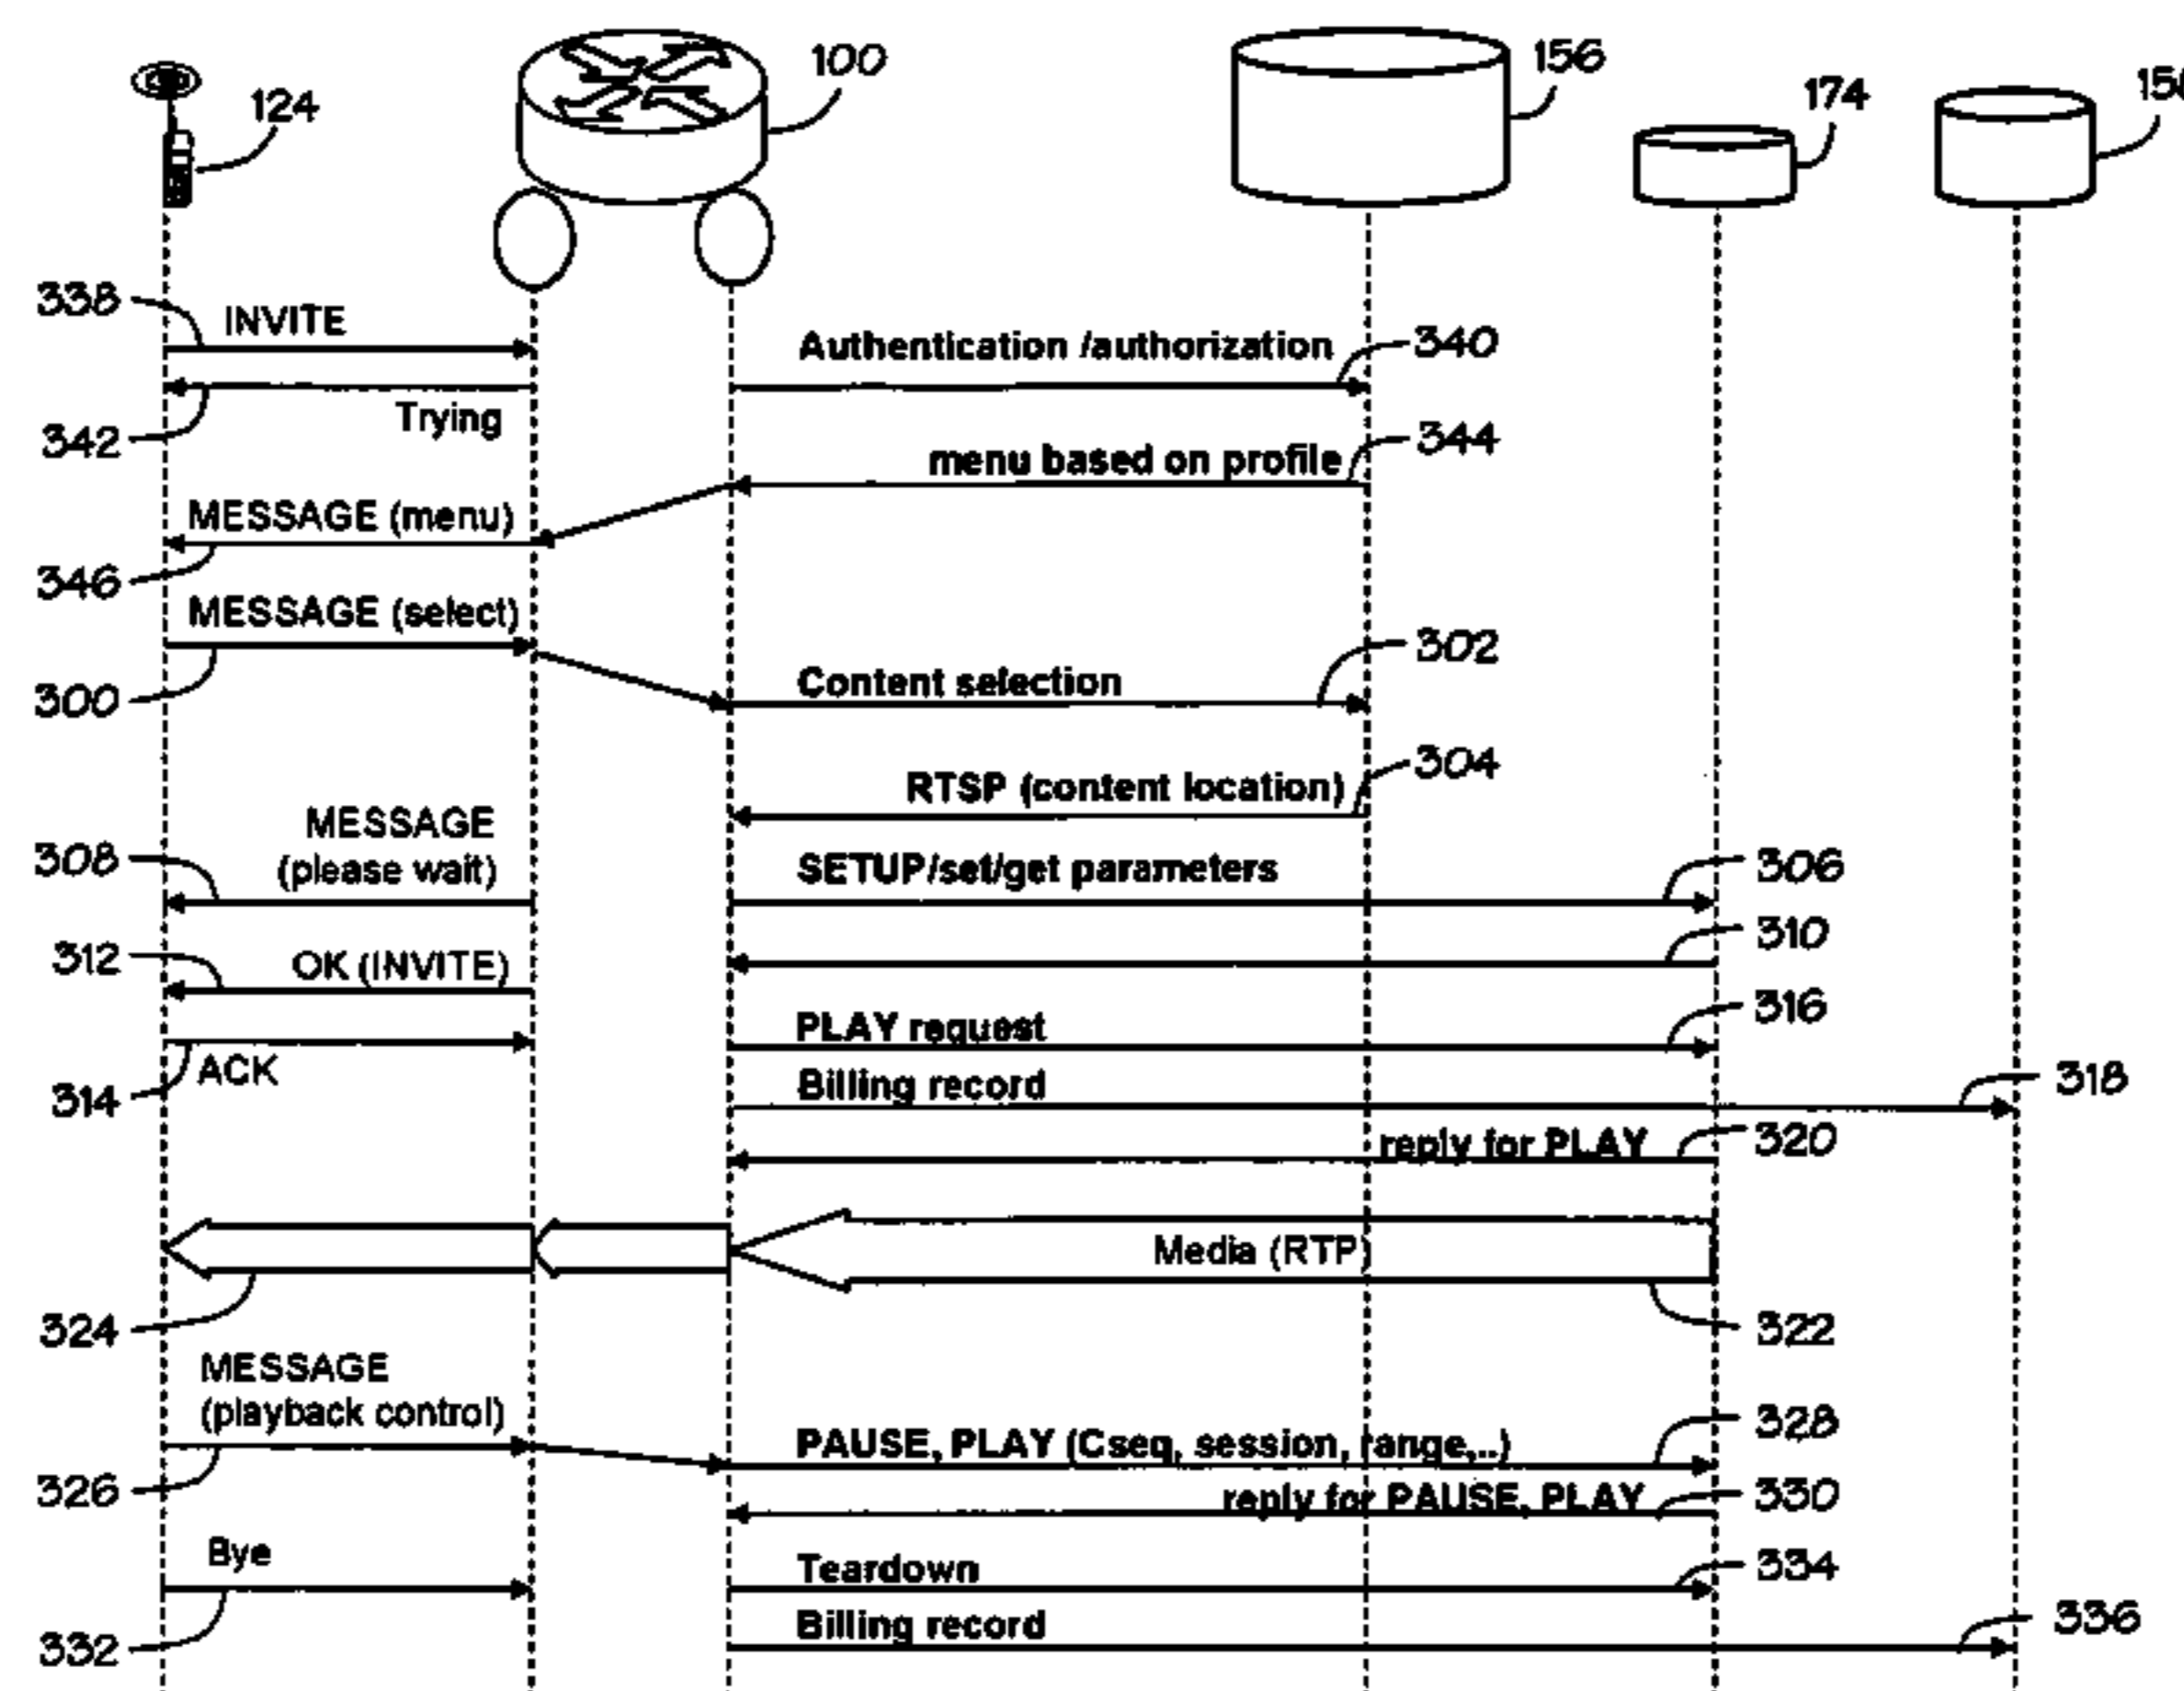 100
156
124
174
338
INVITE
Authentication /authorization
340
342
Trying
344
menu based on profile
MESSAGE (menu)
346
MESSAGE (select)
302
300
Content selection
304
RTSP (content location)
MESSAGE
(please wait)
308
SETUP/set/get parameters
306
310
312
OK (INVITE)
316
PLAY request
314
ACK
Billing record
318
reply for PLAY
320
Media (RTP)
324
322
MESSAGE
(playback control)
328
PAUSE, PLAY (Cseq, session, range,..)
326
reply for PAUSE, PLAY
330
Bye
Teardown
334
332
Billing record
336